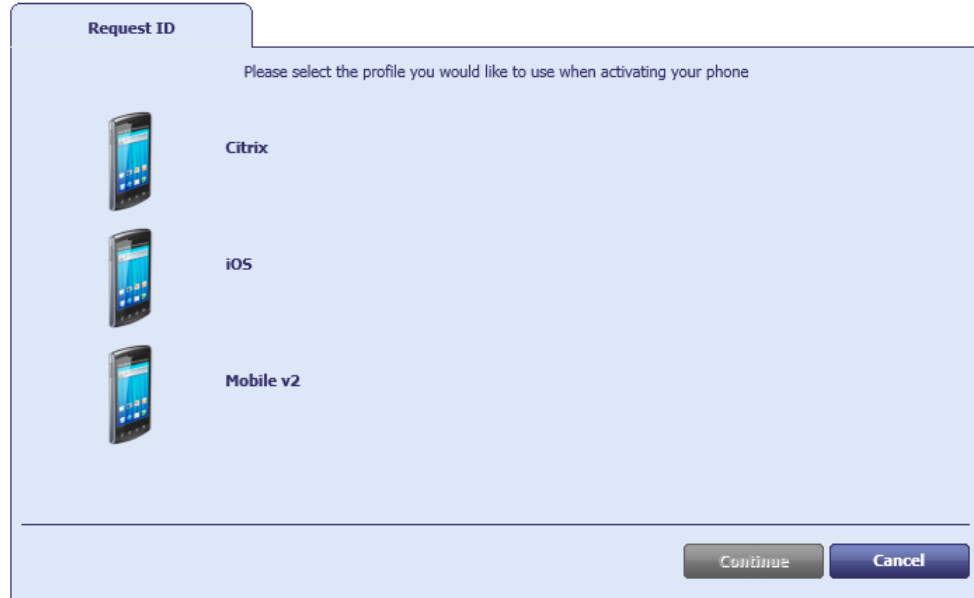 Request ID
Please select the profile you would like to use when activating your phone
Citrix
iOS
Mobile v2
Continue
Cancel